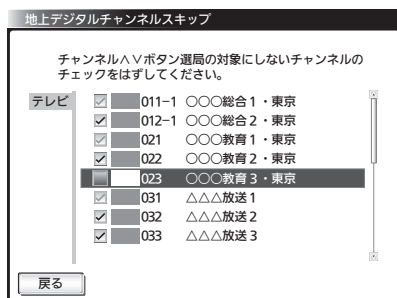 地上デジタルチャンネルスキップ
チャンネル∧∨ボタン選局の対象にしないチャンネルの
チェックをはずしてください。
テレビ
011-1 ○○○総合1・東京
012-1 ○○○総合2・東京
021 ○○○教育1・東京
022 ○○○教育2・東京
023 ○○○教育3・東京
031 △△△放送1
032 △△△放送2
033 △△△放送3
戻る